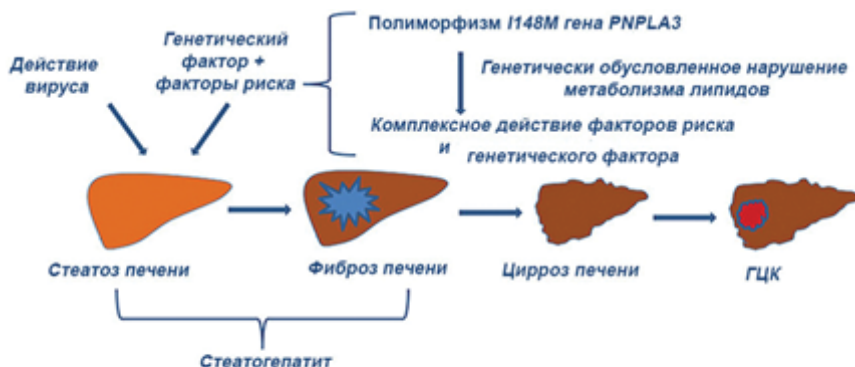 Действие
вируса
Генетический
фактор +
факторы риска
Полиморфизм I148M гена PNPLA3
Генетически обусловленное нарушение
метаболизма липидов
Комплексное действие факторов риска
и
генетического фактора
Стеатоз печени
Фиброз печени
Цирроз печени
ГЦК
Стеатогепатит